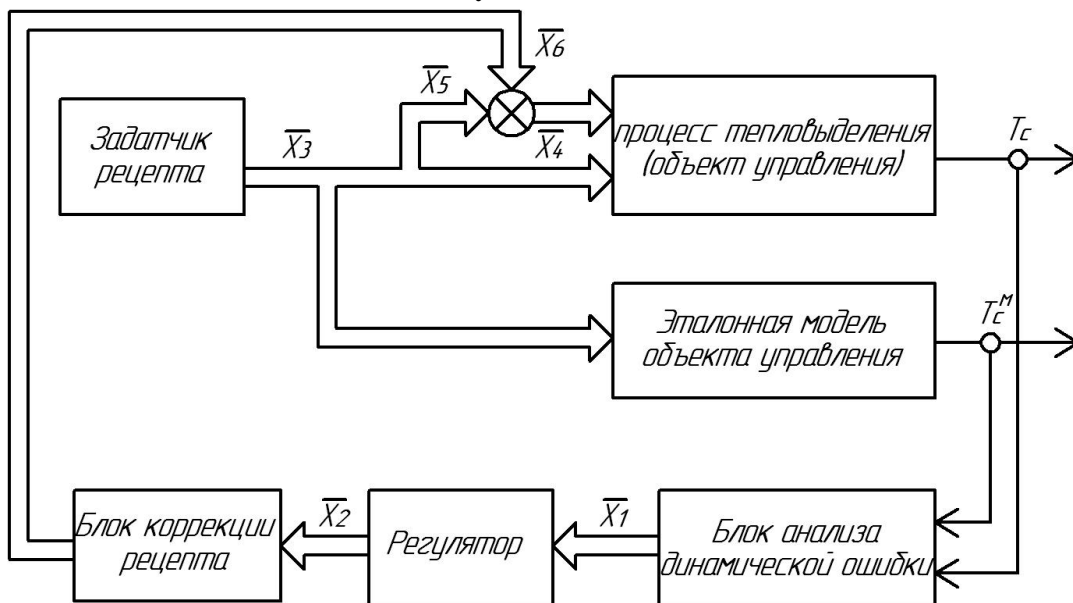 X6
X5
Задатчик
рецепта
X3
X4
процесс тепловыделения
(объект управления)
Tc
Эталонная модель
объекта управления
Tcᴹ
Блок коррекции
рецепта
X2
Регулятор
X1
Блок анализа
динамической ошибки